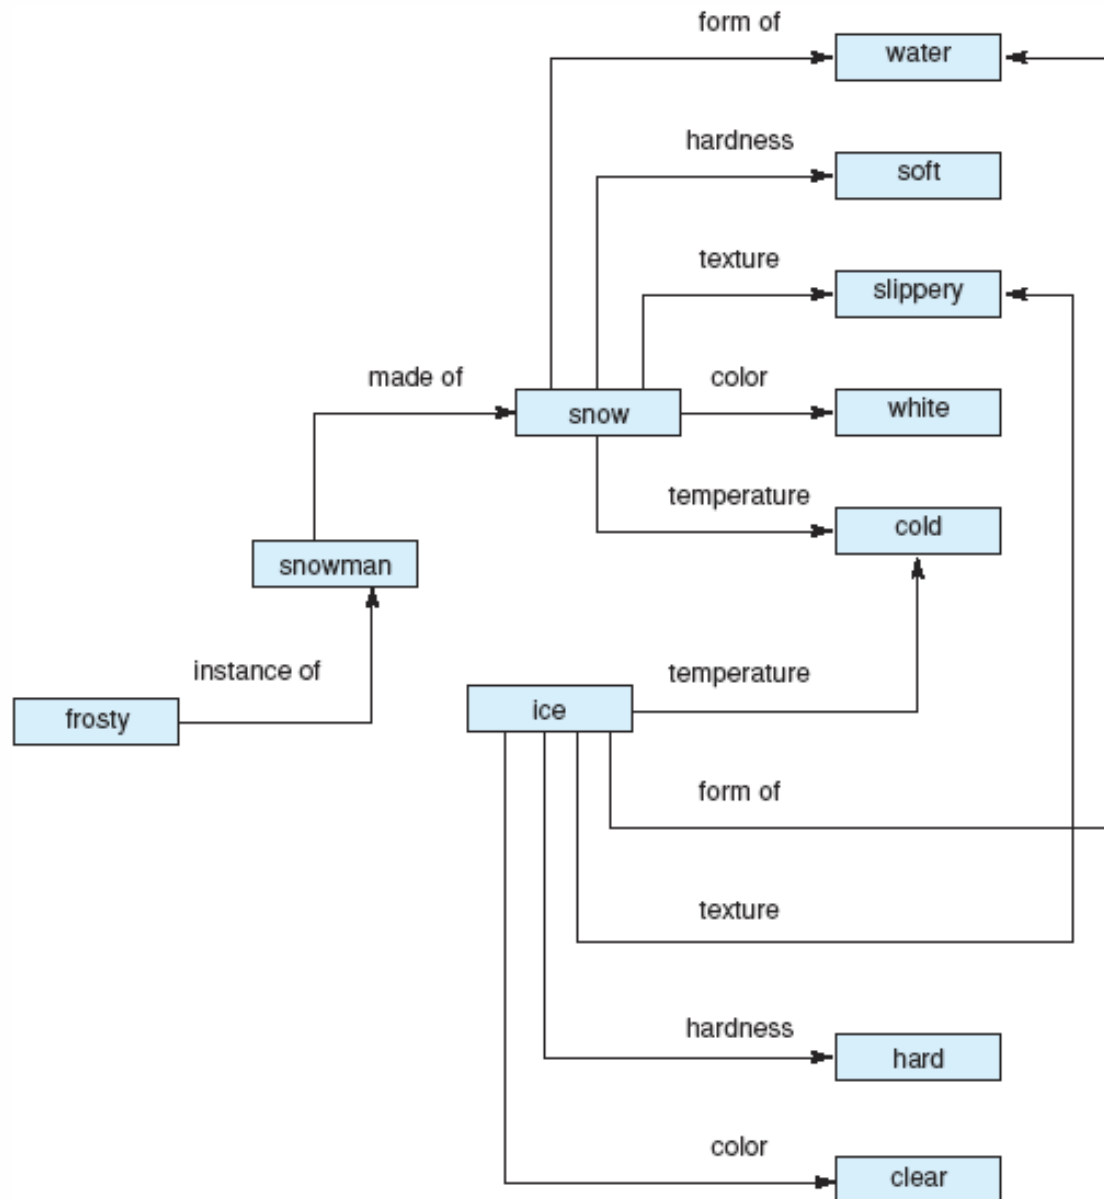 form of
water
hardness
soft
texture
slippery
made of
color
snow
white
temperature
cold
snowman
instance of
temperature
frosty
ice
form of
texture
hardness
hard
color
clear